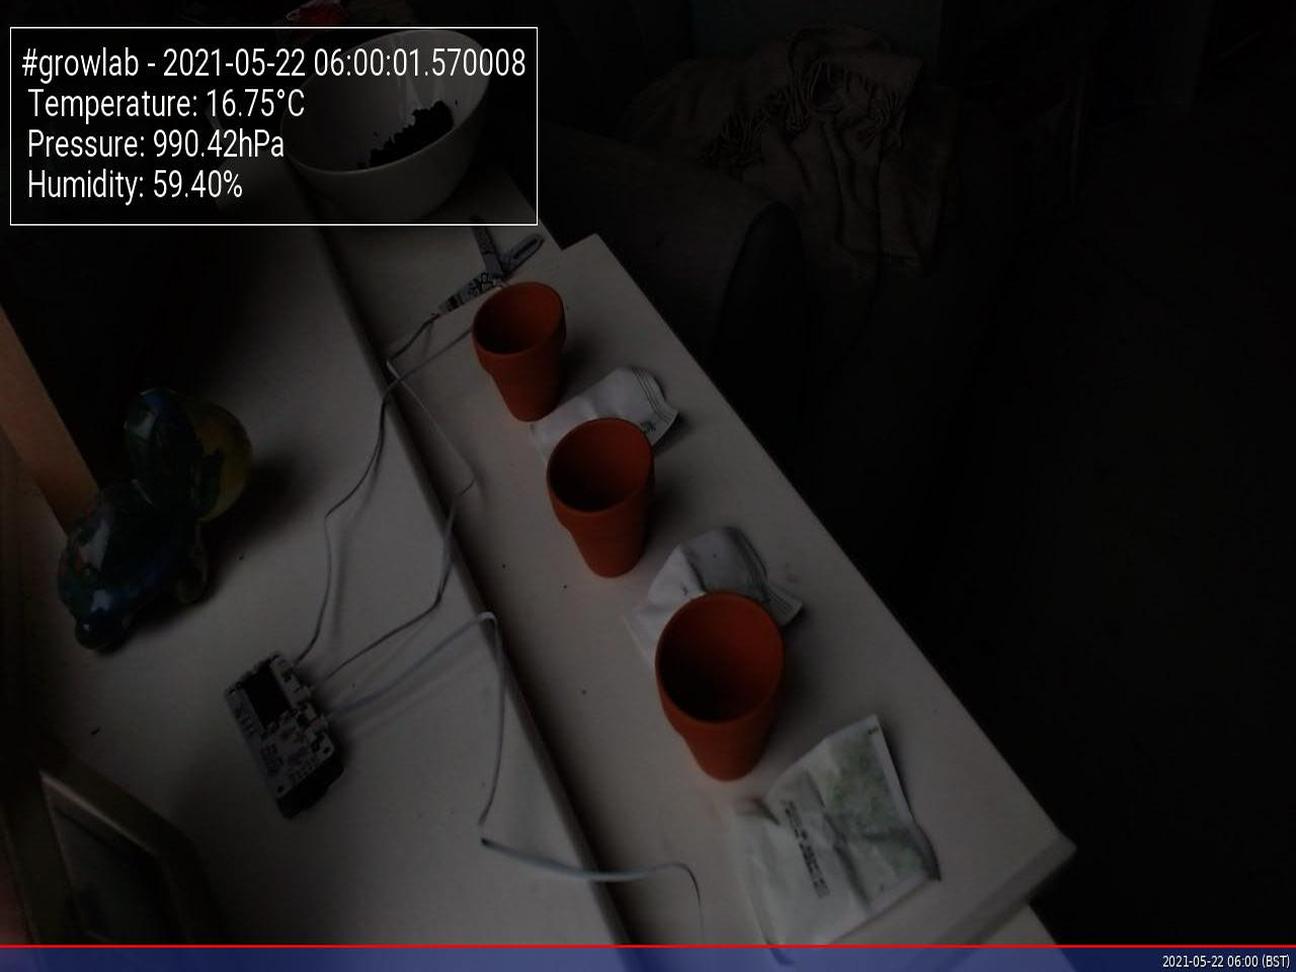 #growlab - 2021-05-22 06:00:01.570008
Temperature: 16.75°C
Pressure: 990.42hPa
Humidity: 59.40%
2021-05-22 06:00 (BST)